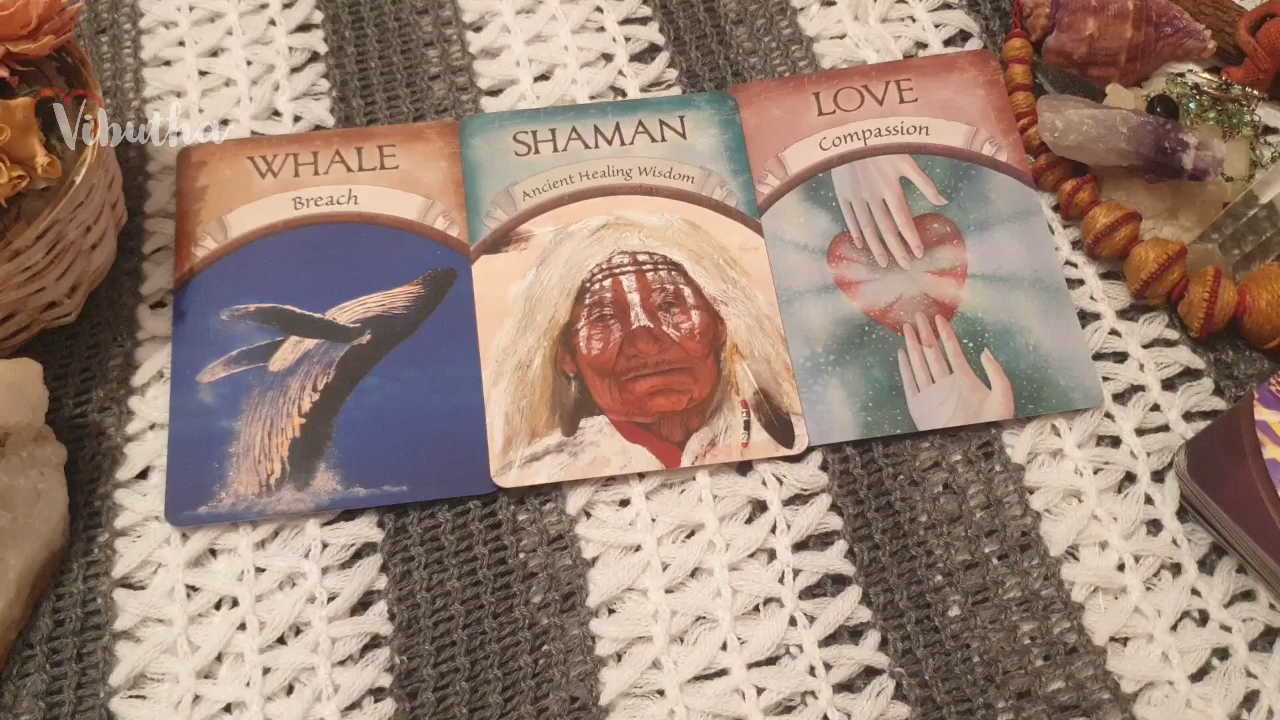 Vibutha
WHALE
Breach
SHAMAN
Ancient Healing Wisdom
LOVE
Compassion